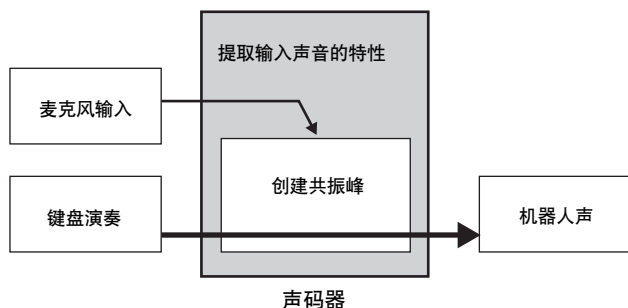 提取输入声音的特性
麦克风输入
创建共振峰
键盘演奏
机器人声
声码器